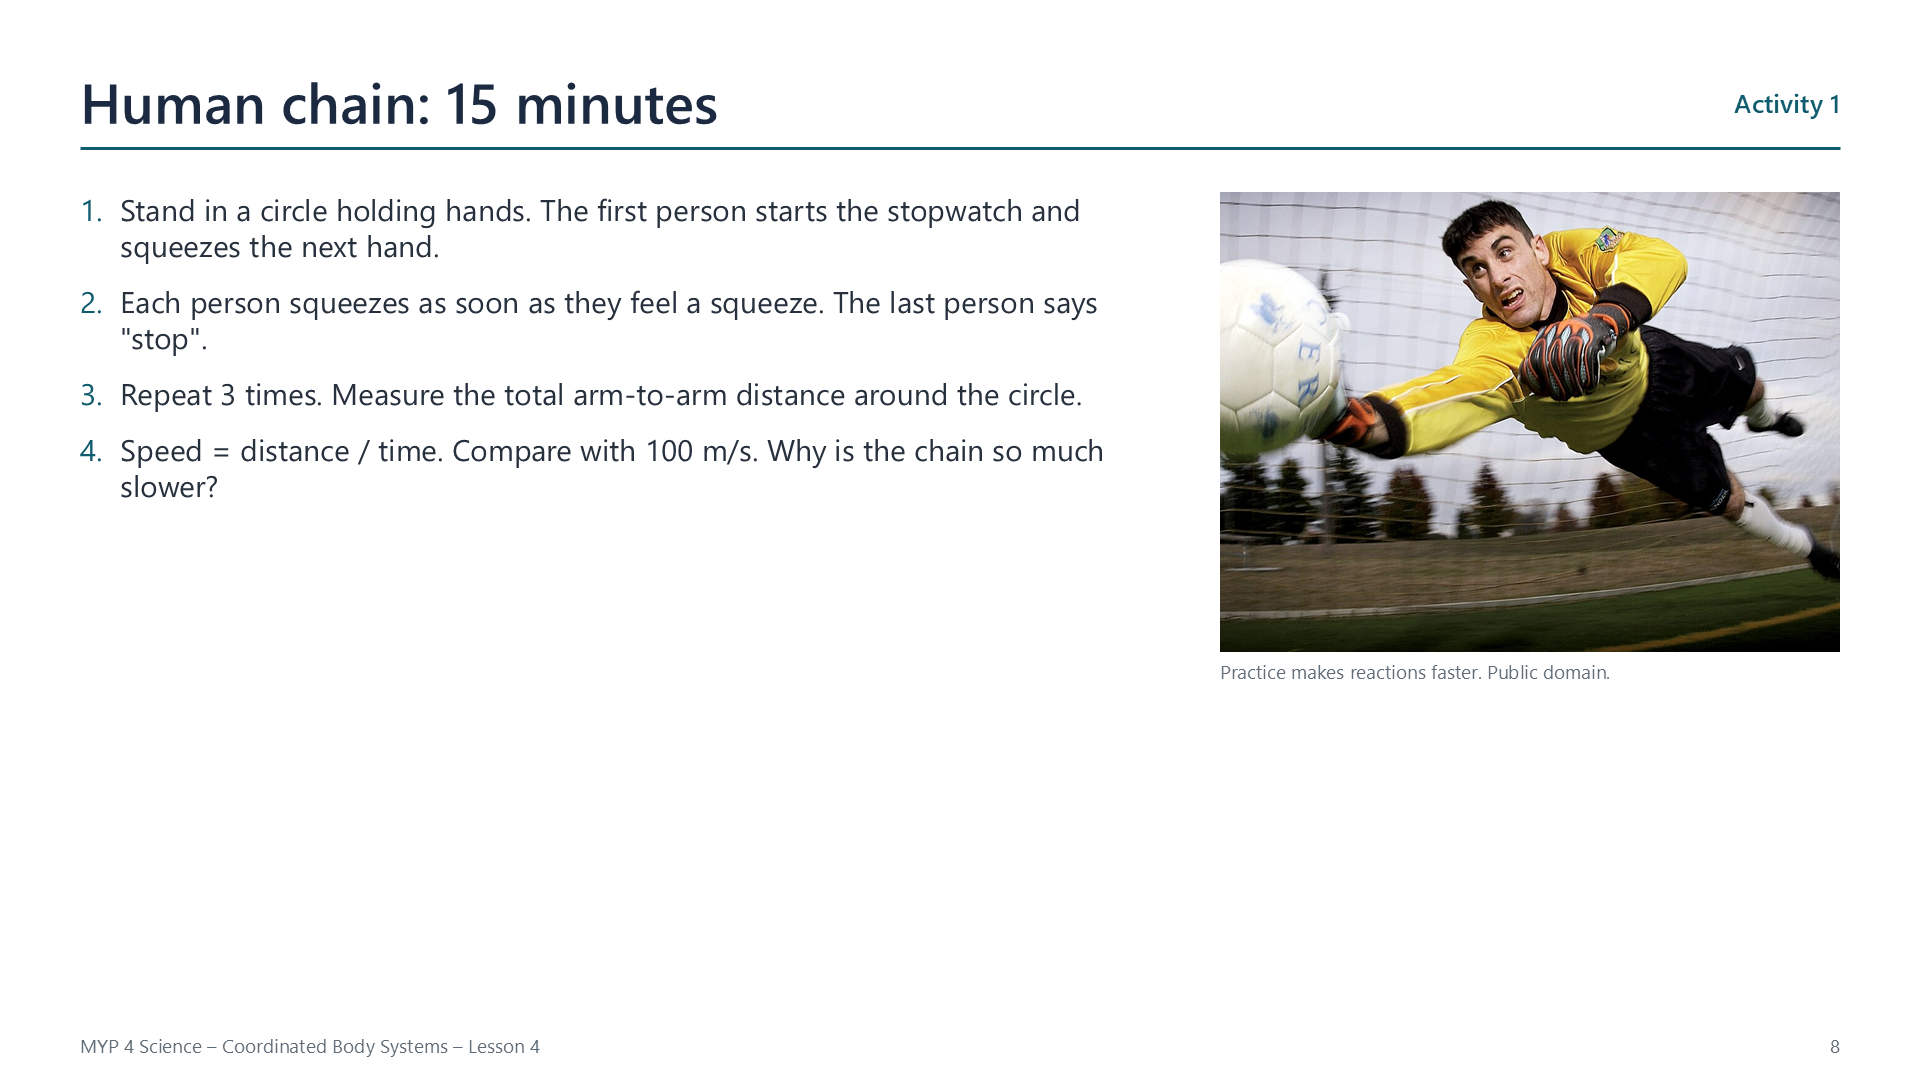 Human chain: 15 minutes
Activity 1
1. Stand in a circle holding hands. The first person starts the stopwatch and
squeezes the next hand.
2. Each person squeezes as soon as they feel a squeeze. The last person says
"stop".
3. Repeat 3 times. Measure the total arm-to-arm distance around the circle.
4. Speed = distance / time. Compare with 100 m/s. Why is the chain so much
slower?
C
E
R
Practice makes reactions faster. Public domain.
MYP 4 Science – Coordinated Body Systems – Lesson 4
8